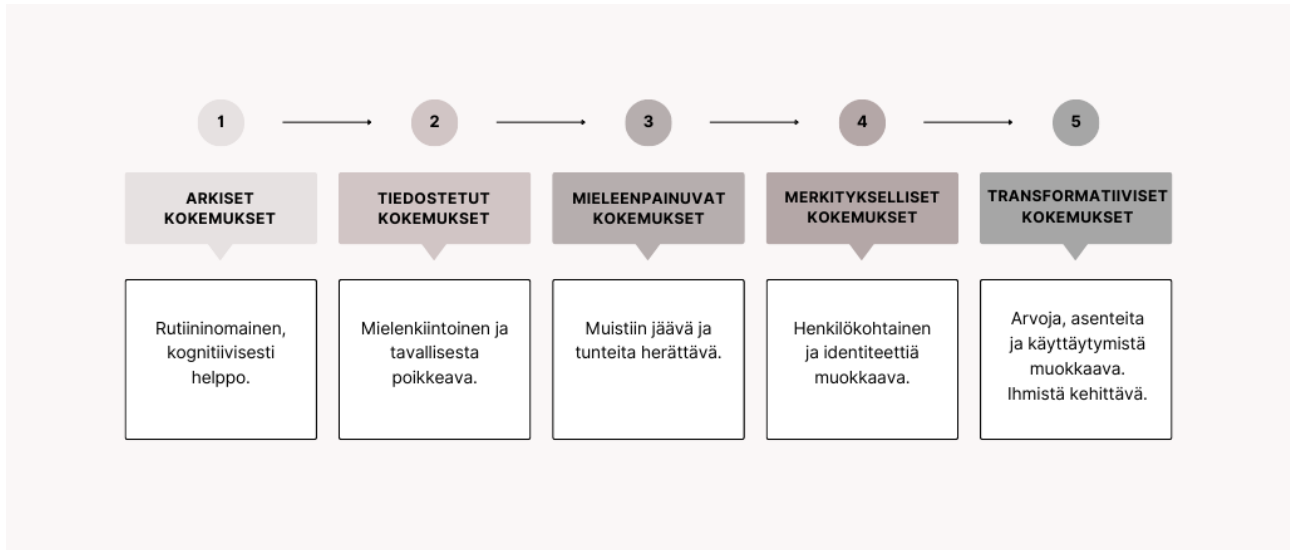 1
2
3
4
5
ARKISET
KOKEMUKSET
TIEDOSTETUT
KOKEMUKSET
MIELEENPAINUVAT
KOKEMUKSET
MERKITYKSELLISET
KOKEMUKSET
TRANSFORMATIIVISET
KOKEMUKSET
Rutiininomainen,
kognitiivisesti
helppo.
Mielenkiintoinen ja
tavallisesta
poikkeava.
Muistiin jäävä ja
tunteita herättävä.
Henkilökohtainen
ja identiteettiä
muokkaava.
Arvoja, asenteita
ja käyttäytymistä
muokkaava.
Ihmistä kehittävä.